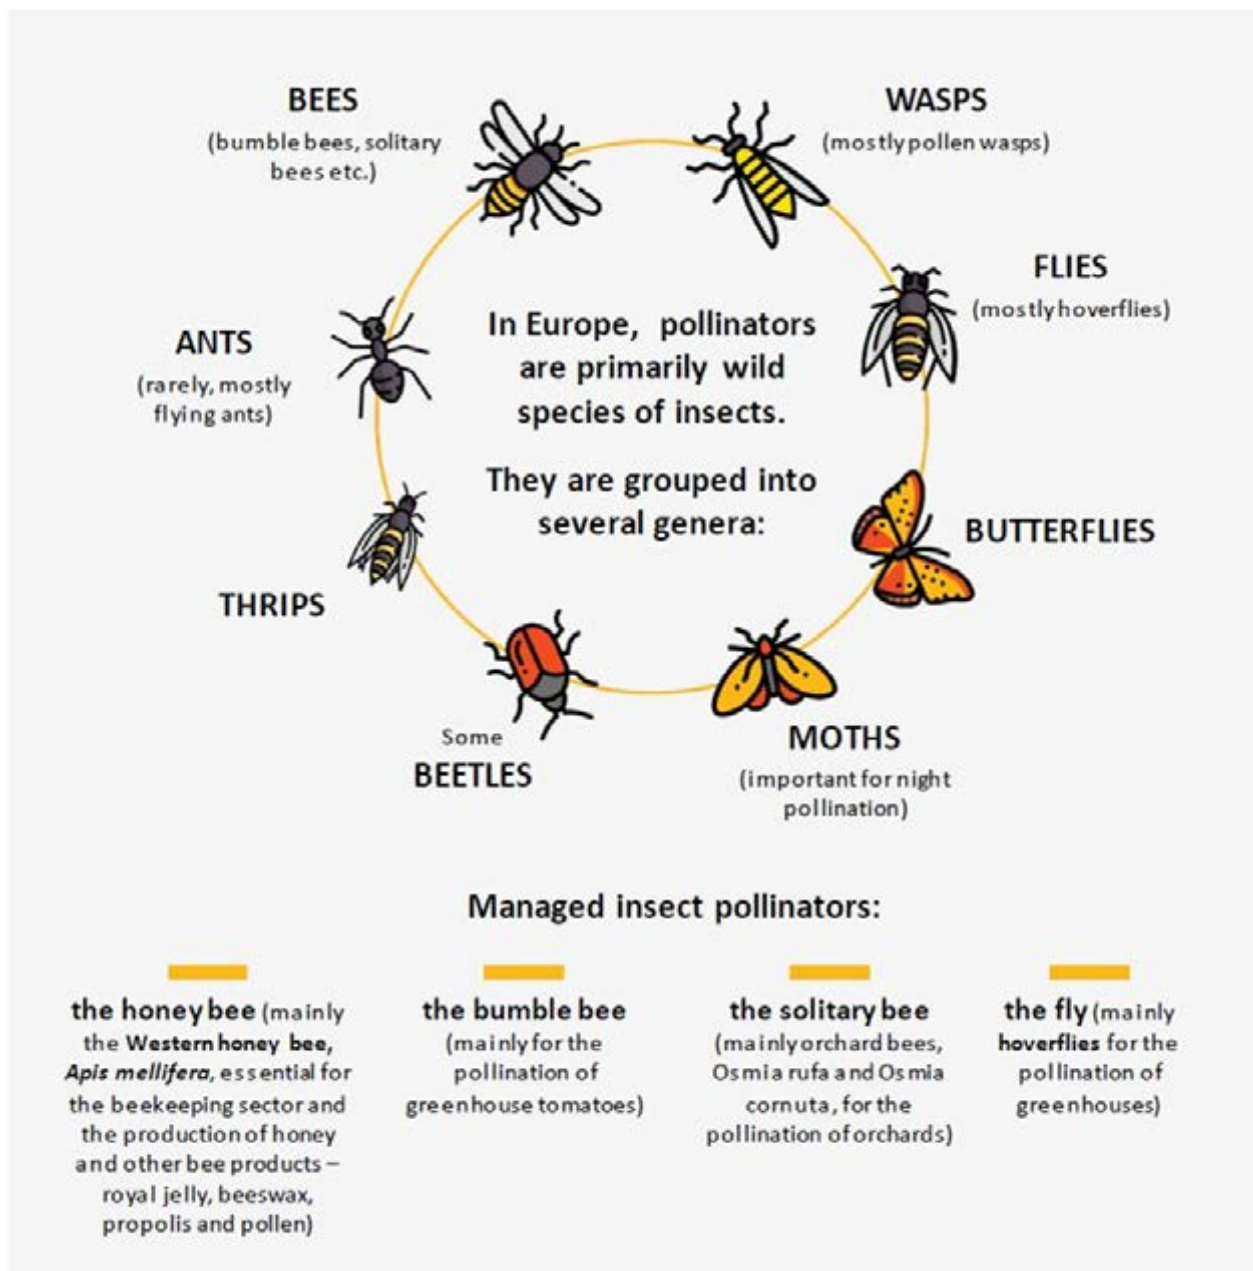 BEES
(bumble bees, solitary
bees etc.)
WASPS
(mostly pollen wasps)
FLIES
(mostly hoverflies)
ANTS
(rarely, mostly
flying ants)
In Europe, pollinators
are primarily wild
species of insects.
They are grouped into
several genera:
BUTTERFLIES
THRIPS
Some
BEETLES
MOTHS
(important for night
pollination)
Managed insect pollinators:
the honey bee (mainly
the Western honey bee,
Apis mellifera, essential for
the beekeeping sector and
the production of honey
and other bee products –
royal jelly, beeswax,
propolis and pollen)
the bumble bee
(mainly for the
pollination of
greenhouse tomatoes)
the solitary bee
(mainly orchard bees,
Osmia rufa and Osmia
cornuta, for the
pollination of orchards)
the fly (mainly
hoverflies for the
pollination of
greenhouses)